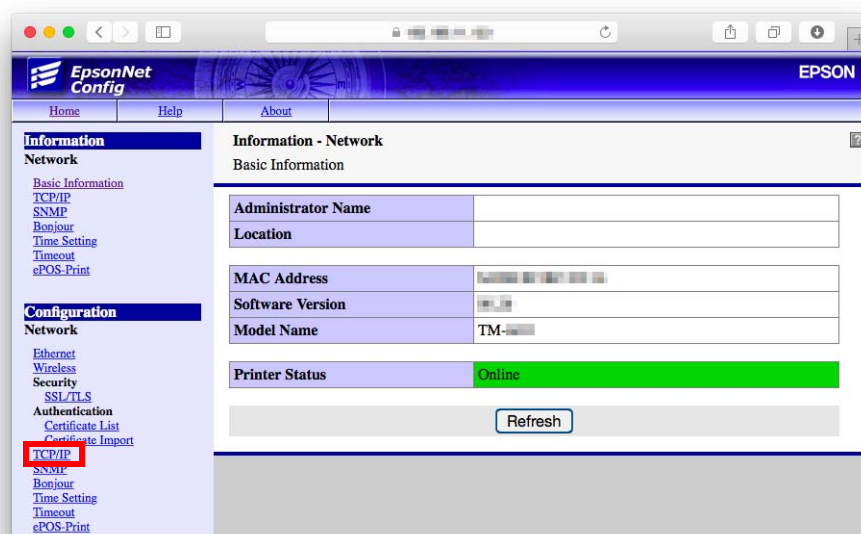 EpsonNet
Config
EPSON
Home Help About
Information
Network
Basic Information
TCP/IP
SNMP
Bonjour
Time Setting
Timeout
ePOS-Print
Configuration
Network
Ethernet
Wireless
Security
SSL/TLS
Authentication
Certificate List
Certificate Import
TCP/IP
SNMP
Bonjour
Time Setting
Timeout
ePOS-Print
Information - Network
?
Basic Information
Administrator Name
Location
MAC Address
Software Version
Model Name TM-
Printer Status Online
Refresh